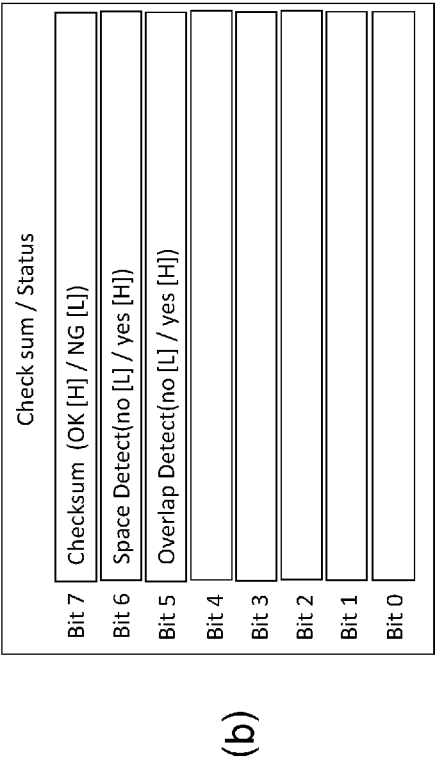 (b)
Check sum / Status
Bit 7 Checksum (OK [H] / NG [L])
Bit 6 Space Detect(no [L] / yes [H])
Bit 5 Overlap Detect(no [L] / yes [H])
Bit 4
Bit 3
Bit 2
Bit 1
Bit 0